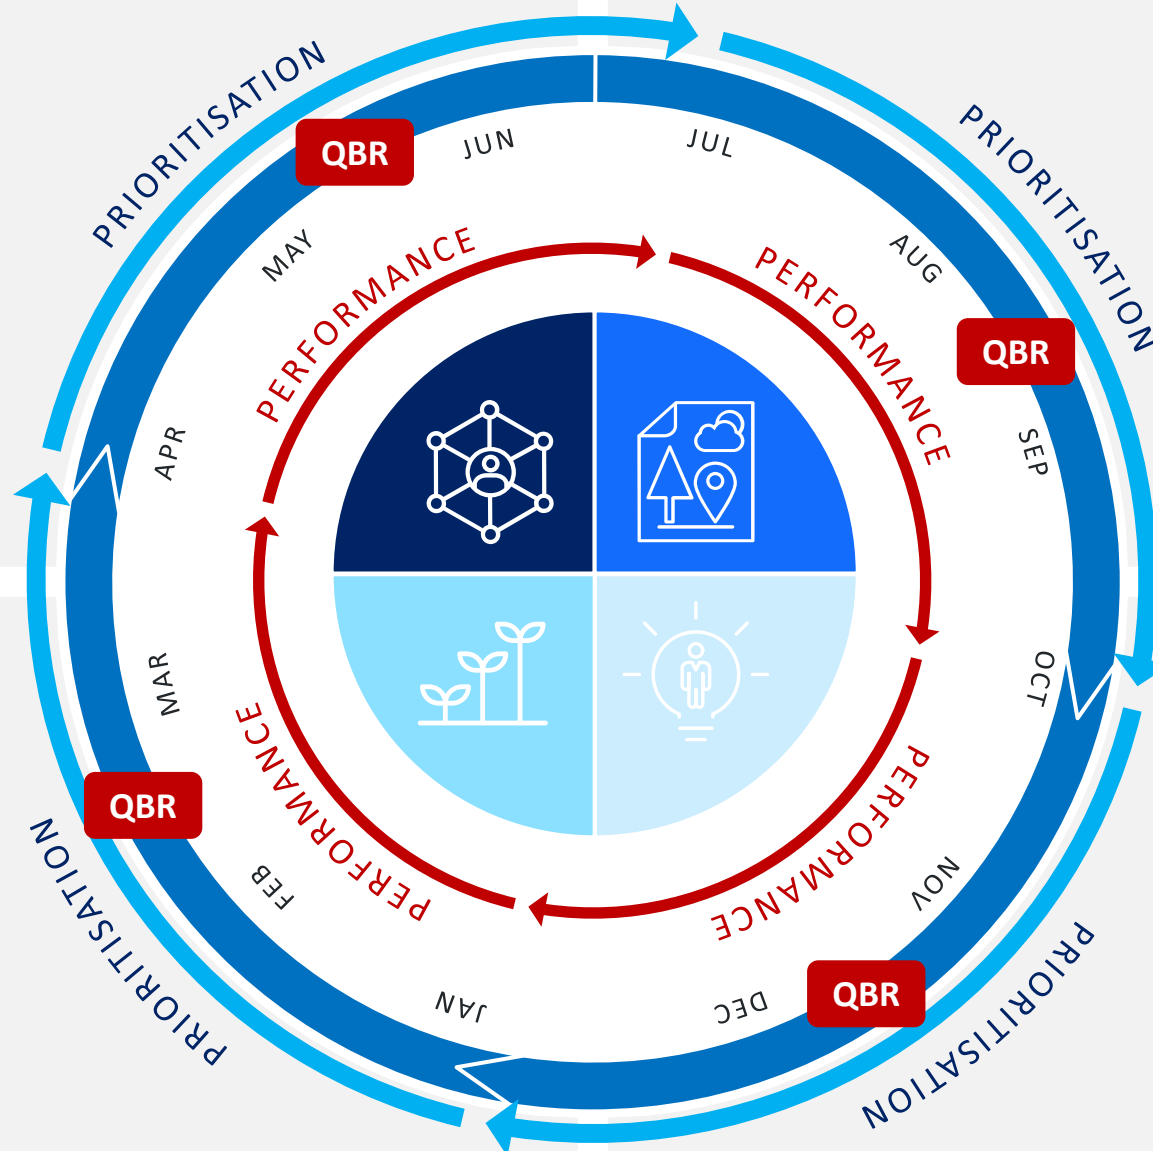 PRIORITISATION
PRIORITISATION
QBR
JUN
JUL
MAY
AUG
PERFORMANCE
PERFORMANCE
QBR
APR
SEP
MAR
OCT
PERFORMANCE
PERFORMANCE
QBR
FEB
NOV
PRIORITISATION
PRIORITISATION
JAN
DEC
QBR